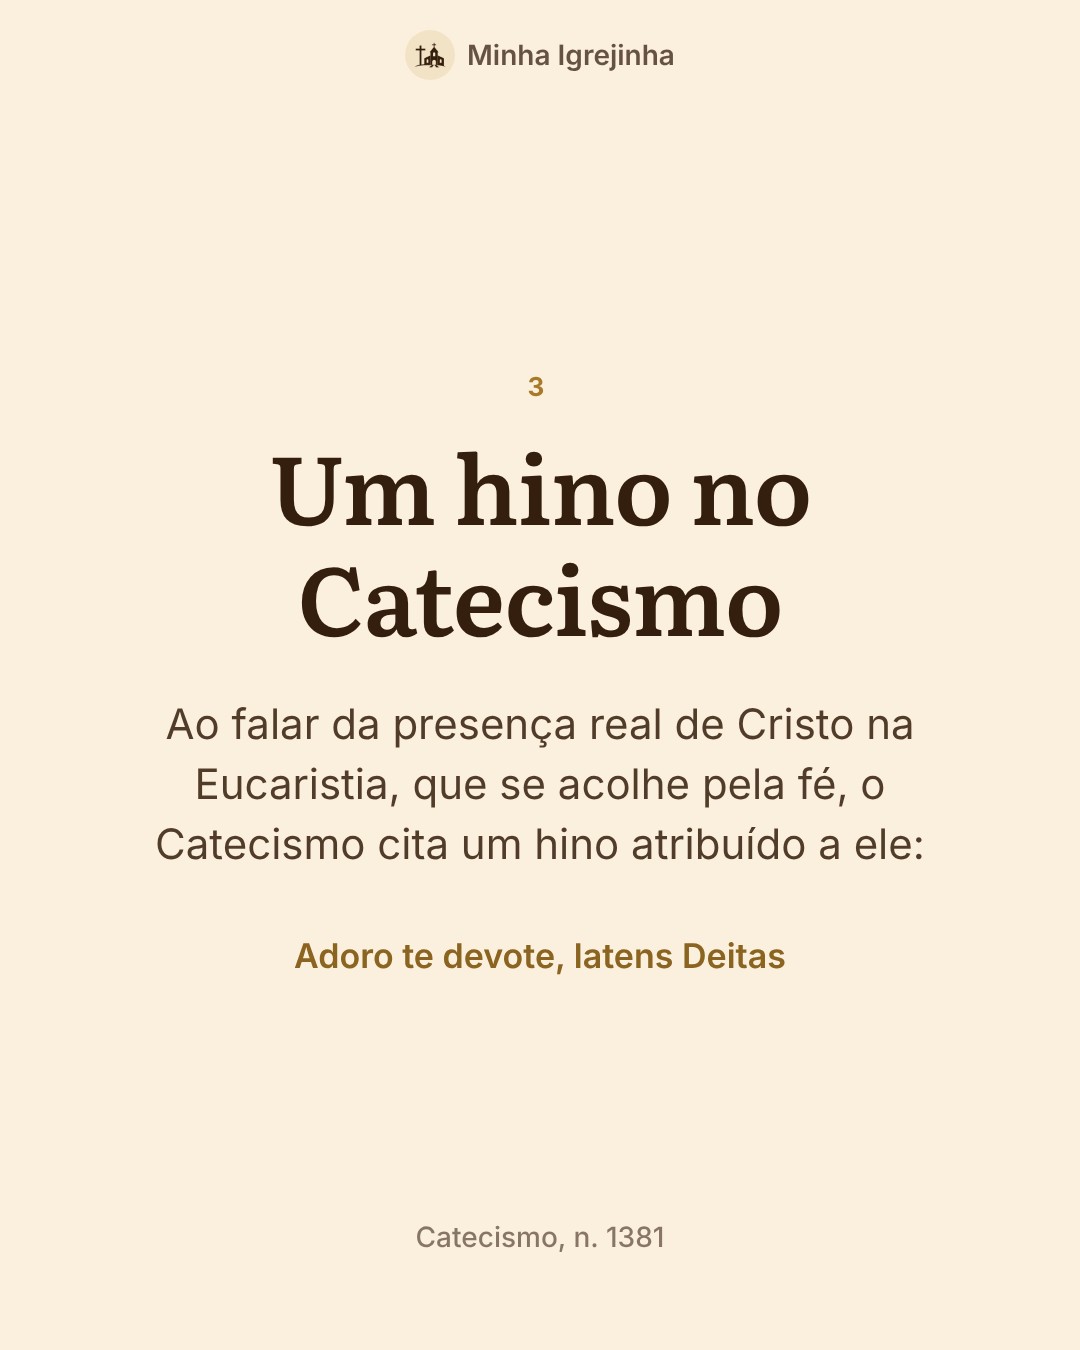 Minha Igrejinha
3
Um hino no
Catecismo
Ao falar da presença real de Cristo na
Eucaristia, que se acolhe pela fé, o
Catecismo cita um hino atribuído a ele:
Adoro te devote, latens Deitas
Catecismo, n. 1381